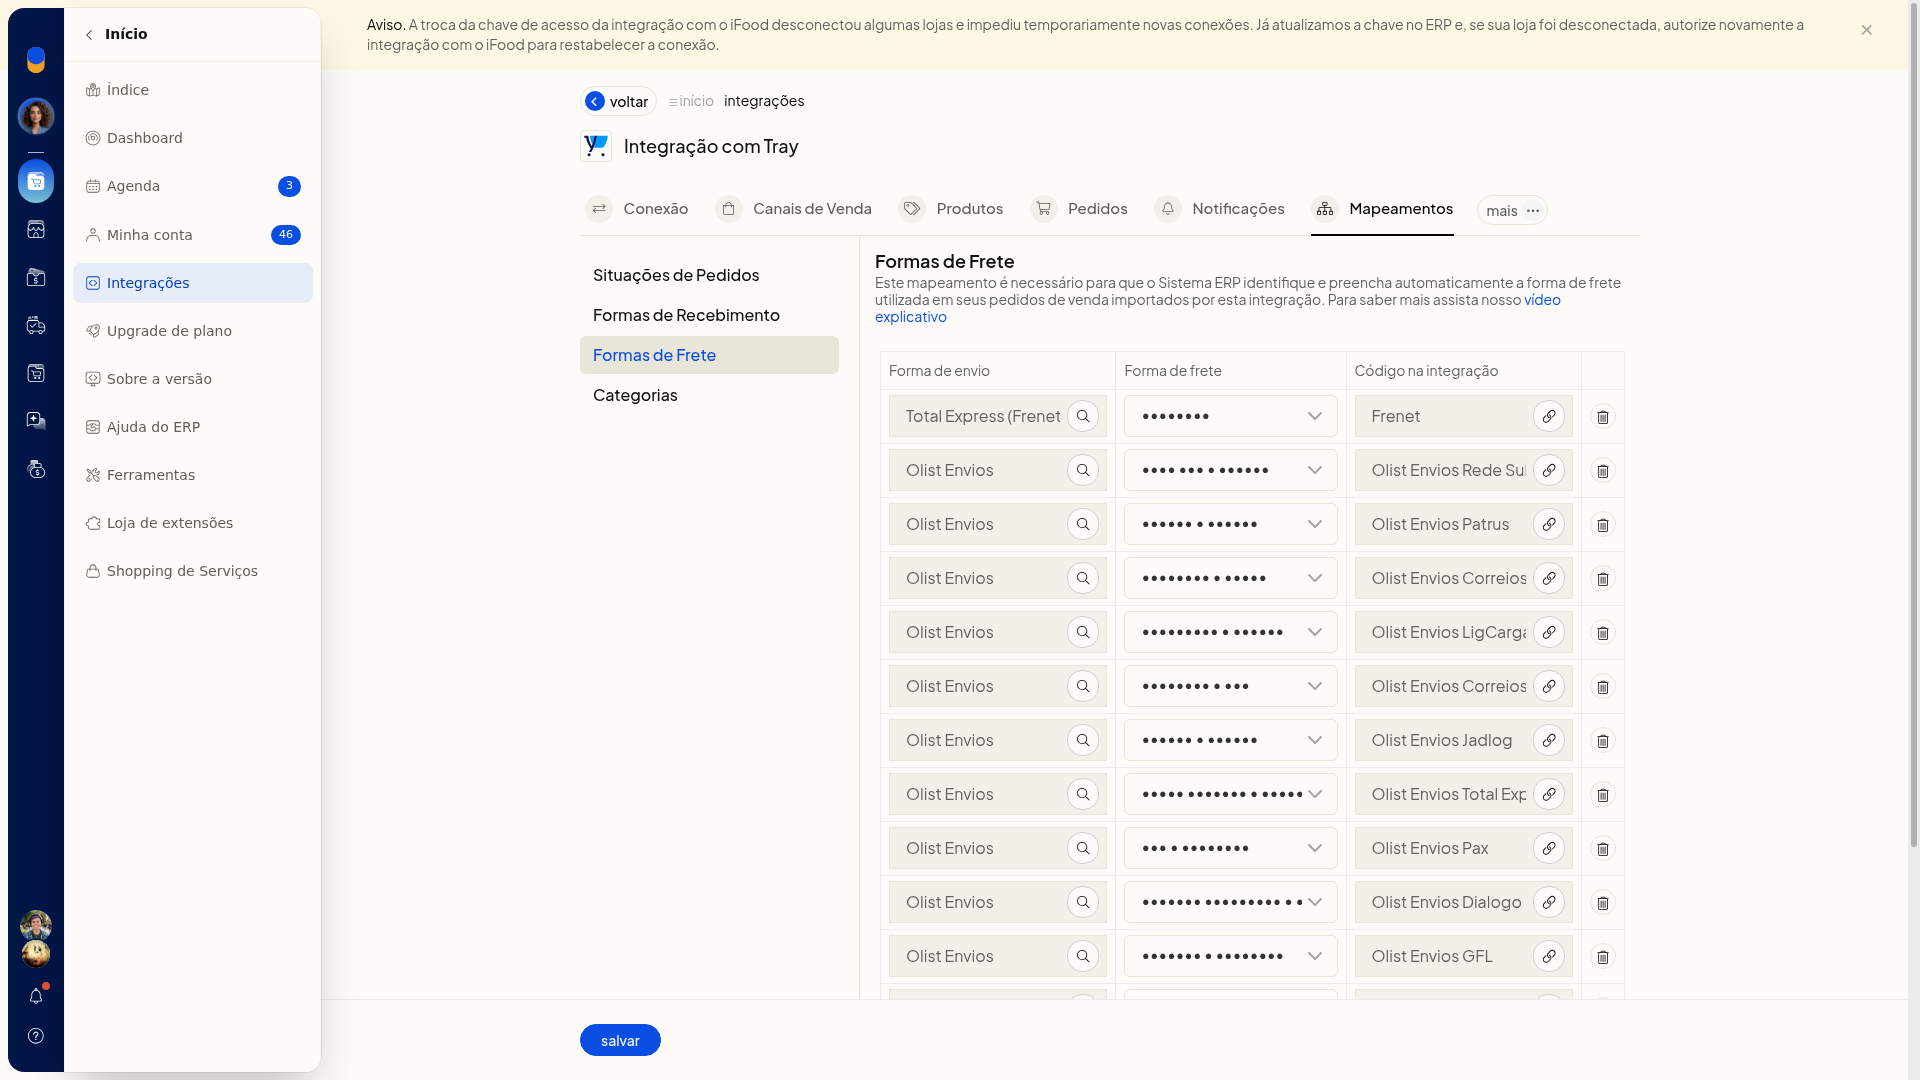 Início
Índice
Dashboard
Agenda
3
Minha conta
46
Integrações
Upgrade de plano
Sobre a versão
Ajuda do ERP
Ferramentas
Loja de extensões
Shopping de Serviços
Aviso. A troca da chave de acesso da integração com o iFood desconectou algumas lojas e impediu temporariamente novas conexões. Já atualizamos a chave no ERP e, se sua loja foi desconectada, autorize novamente a
integração com o iFood para restabelecer a conexão.
voltar
início
integrações
Integração com Tray
Conexão
Canais de Venda
Produtos
Pedidos
Notificações
Mapeamentos
mais
Situações de Pedidos
Formas de Recebimento
Formas de Frete
Categorias
Formas de Frete
Este mapeamento é necessário para que o Sistema ERP identifique e preencha automaticamente a forma de frete
utilizada em seus pedidos de venda importados por esta integração. Para saber mais assista nosso vídeo
explicativo
Forma de envio Forma de frete Código na integração
Total Express (Frenet •••••••• Frenet
Olist Envios •••• ••• • •••••• Olist Envios Rede Su
Olist Envios •••••• • •••••• Olist Envios Patrus
Olist Envios •••••••• • ••••• Olist Envios Correios
Olist Envios ••••••••• • •••••• Olist Envios LigCarga
Olist Envios •••••••• • ••• Olist Envios Correios
Olist Envios •••••• • •••••• Olist Envios Jadlog
Olist Envios ••••• ••••••• • ••••• Olist Envios Total Exp
Olist Envios ••• • •••••••• Olist Envios Pax
Olist Envios ••••••• ••••••••• • • Olist Envios Dialogo
Olist Envios ••••••• • •••••••• Olist Envios GFL
salvar